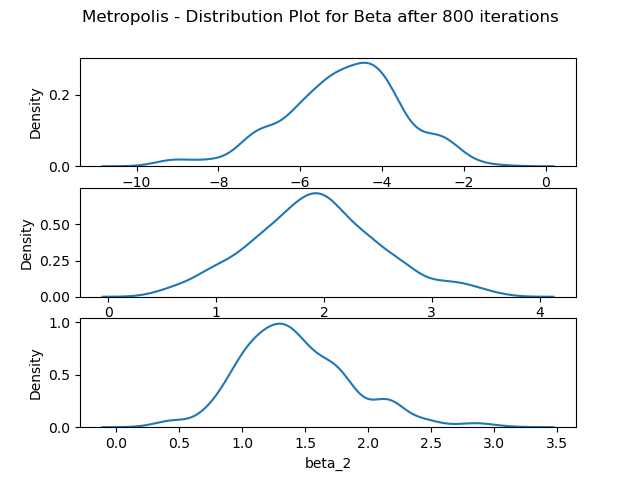 Metropolis - Distribution Plot for Beta after 800 iterations
0.2
0.0
Density
−10 −8 −6 −4 −2 0
0.50
0.25
0.00
Density
0 1 2 3 4
1.0
0.5
0.0
Density
0.0 0.5 1.0 1.5 2.0 2.5 3.0 3.5
beta_2